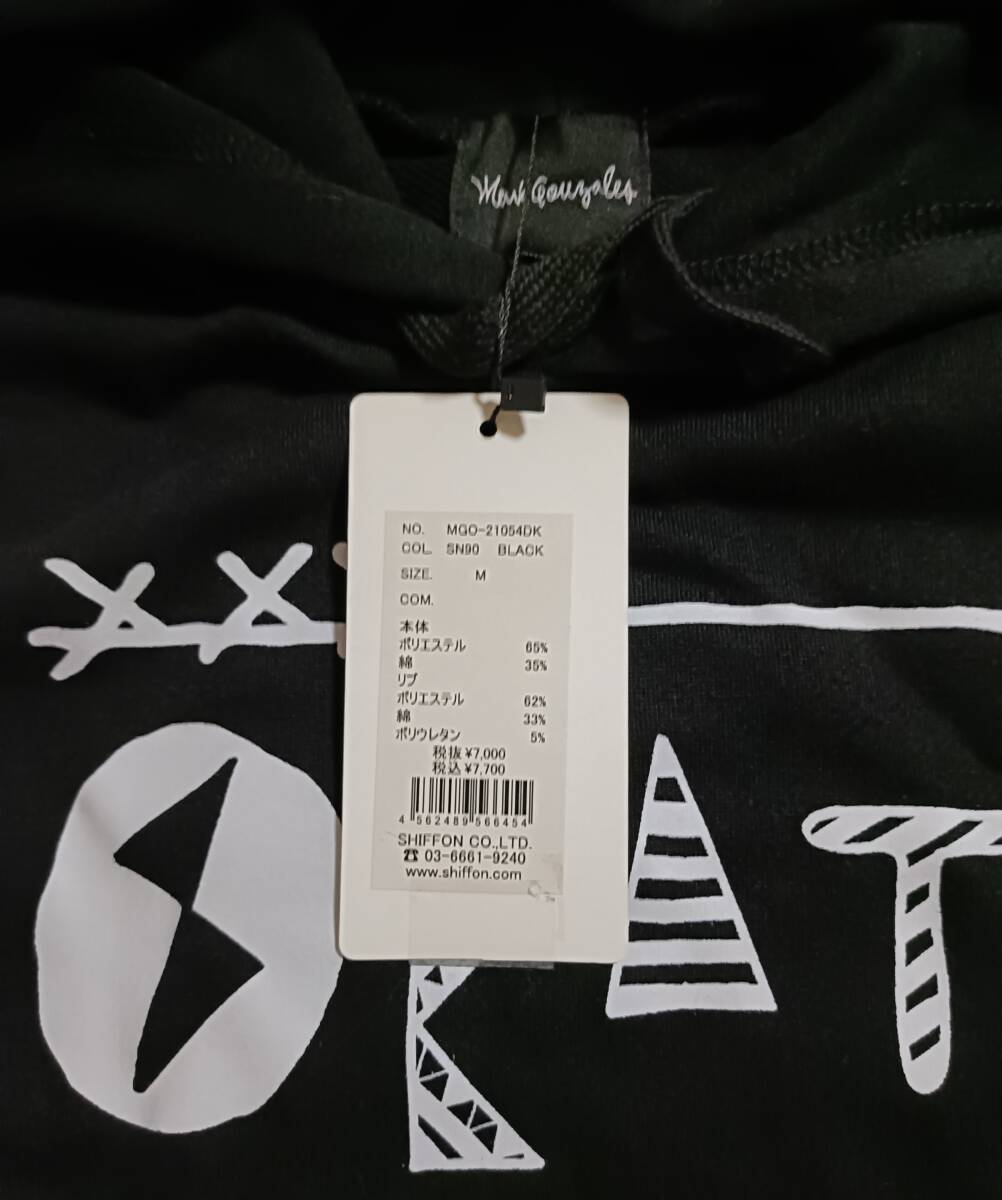 Mark Gonzales
NO. MGO-21054DK
COL. SN90 BLACK
SIZE. M
COM.
本体
ポリエステル 65%
綿 35%
リブ
ポリエステル 62%
綿 33%
ポリウレタン 5%
税抜¥7,000
税込¥7,700
4 562489 566454
SHIFFON CO.,LTD.
☎ 03-6661-9240
www.shiffon.com